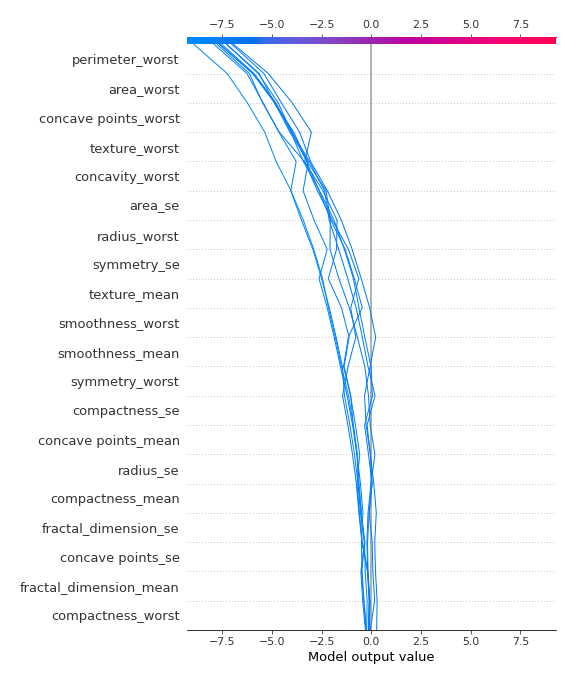 −7.5 −5.0 −2.5 0.0 2.5 5.0 7.5
perimeter_worst
area_worst
concave points_worst
texture_worst
concavity_worst
area_se
radius_worst
symmetry_se
texture_mean
smoothness_worst
smoothness_mean
symmetry_worst
compactness_se
concave points_mean
radius_se
compactness_mean
fractal_dimension_se
concave points_se
fractal_dimension_mean
compactness_worst
−7.5 −5.0 −2.5 0.0 2.5 5.0 7.5
Model output value